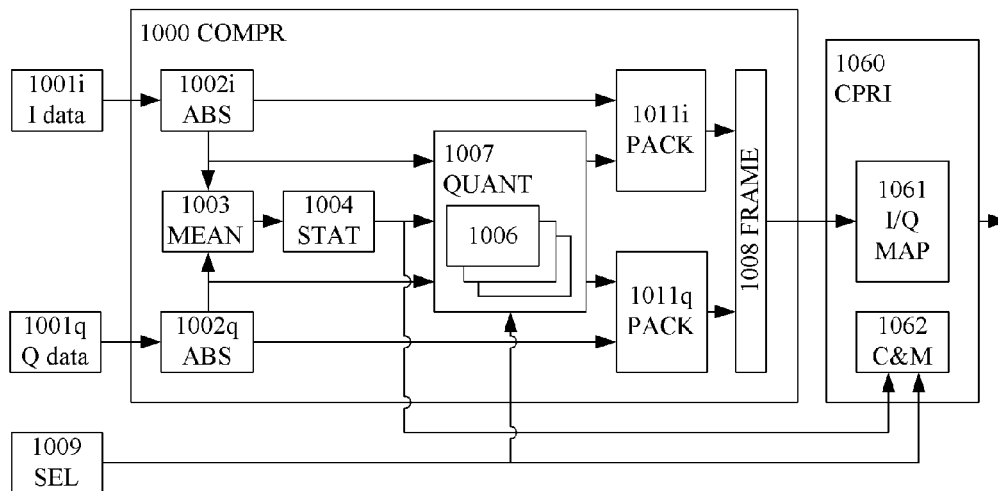 1000 COMPR
1001i
I data
1002i
ABS
1011i
PACK
1060
CPRI
1007
QUANT
1003
MEAN
1004
STAT
1006
1008 FRAME
1061
I/Q
MAP
1011q
PACK
1001q
Q data
1002q
ABS
1062
C&M
1009
SEL